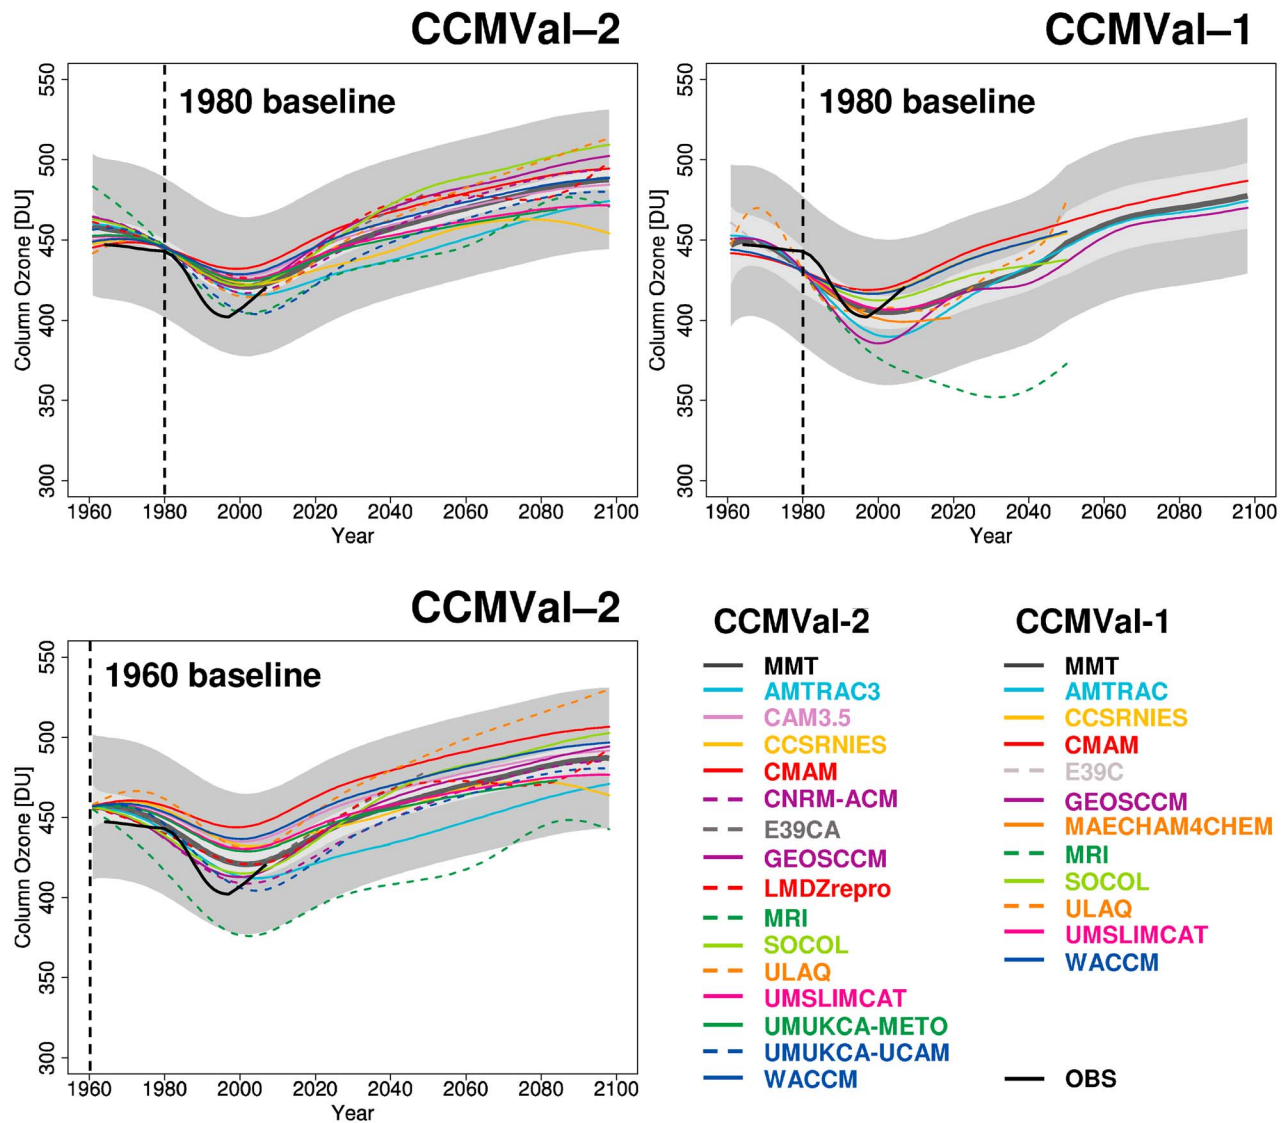 CCMVal–2
550
500
450
400
350
300
Column Ozone [DU]
1980 baseline
1960 1980 2000 2020 2040 2060 2080 2100
Year
CCMVal–1
550
500
450
400
350
300
Column Ozone [DU]
1980 baseline
1960 1980 2000 2020 2040 2060 2080 2100
Year
CCMVal–2
550
500
450
400
350
300
Column Ozone [DU]
1960 baseline
1960 1980 2000 2020 2040 2060 2080 2100
Year
CCMVal-2
MMT
AMTRAC3
CAM3.5
CCSRNIES
CMAM
CNRM-ACM
E39CA
GEOSCCM
LMDZrepro
MRI
SOCOL
ULAQ
UMSLIMCAT
UMUKCA-METO
UMUKCA-UCAM
WACCM
CCMVal-1
MMT
AMTRAC
CCSRNIES
CMAM
E39C
GEOSCCM
MAECHAM4CHEM
MRI
SOCOL
ULAQ
UMSLIMCAT
WACCM
OBS